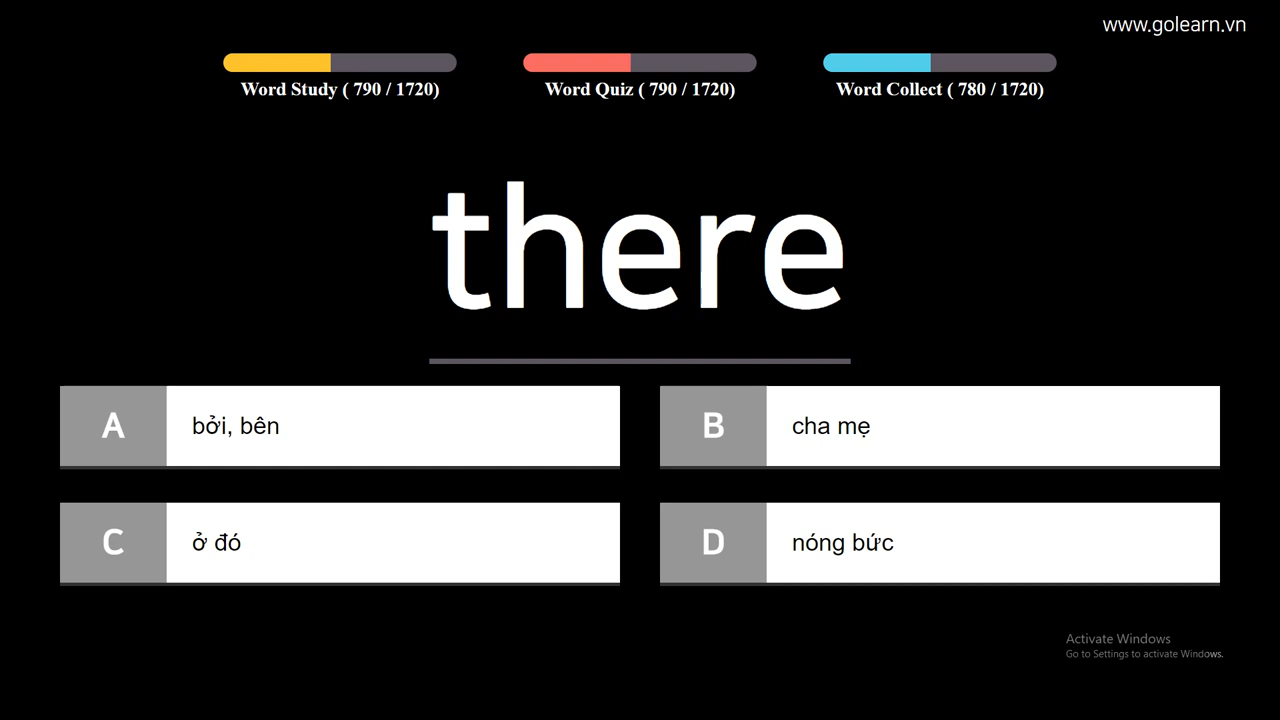 www.golearn.vn
Word Study ( 790 / 1720)
Word Quiz ( 790 / 1720)
Word Collect ( 780 / 1720)
there
A bởi, bên
B cha mẹ
C ở đó
D nóng bức
Activate Windows
Go to Settings to activate Windows.